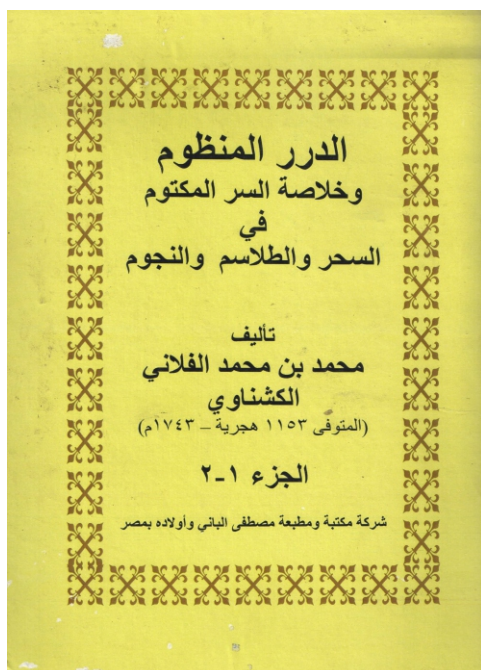 الدرر المنظوم
وخلاصة السر المكتوم
في
السحر والطلاسم والنجوم
تأليف
محمد بن محمد الفلاني
الكشناوي
(المتوفى ١١٥٣ هجرية – ١٧٤٣م)
الجزء ١-٢
شركة مكتبة ومطبعة مصطفى الباني وأولاده بمصر